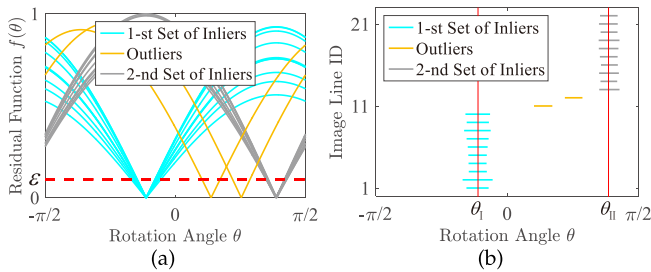 1
Residual Function f(θ)
ε
0
1-st Set of Inliers
Outliers
2-nd Set of Inliers
-π/2
0
π/2
Rotation Angle θ
(a)
21
11
1
Image Line ID
1-st Set of Inliers
Outliers
2-nd Set of Inliers
-π/2
θ_I
0
θ_II
π/2
Rotation Angle θ
(b)